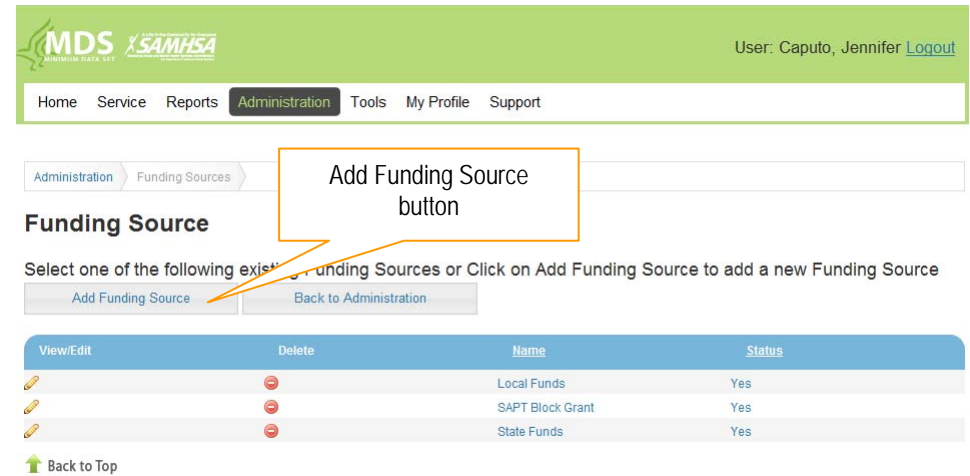 MDS SAMHSA
MINIMUM DATA SET
User: Caputo, Jennifer Logout
Home Service Reports Administration Tools My Profile Support
Administration Funding Sources
Add Funding Source
button
Funding Source
Select one of the following existing Funding Sources or Click on Add Funding Source to add a new Funding Source
Add Funding Source Back to Administration
View/Edit Delete Name Status
Local Funds Yes
SAPT Block Grant Yes
State Funds Yes
Back to Top